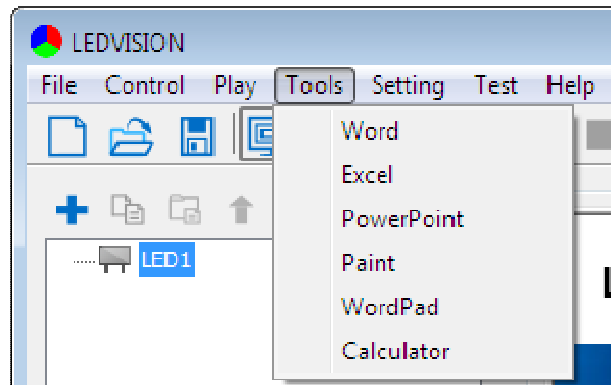 LEDVISION
File Control Play Tools Setting Test Help
Word
Excel
PowerPoint
Paint
WordPad
Calculator
LED1